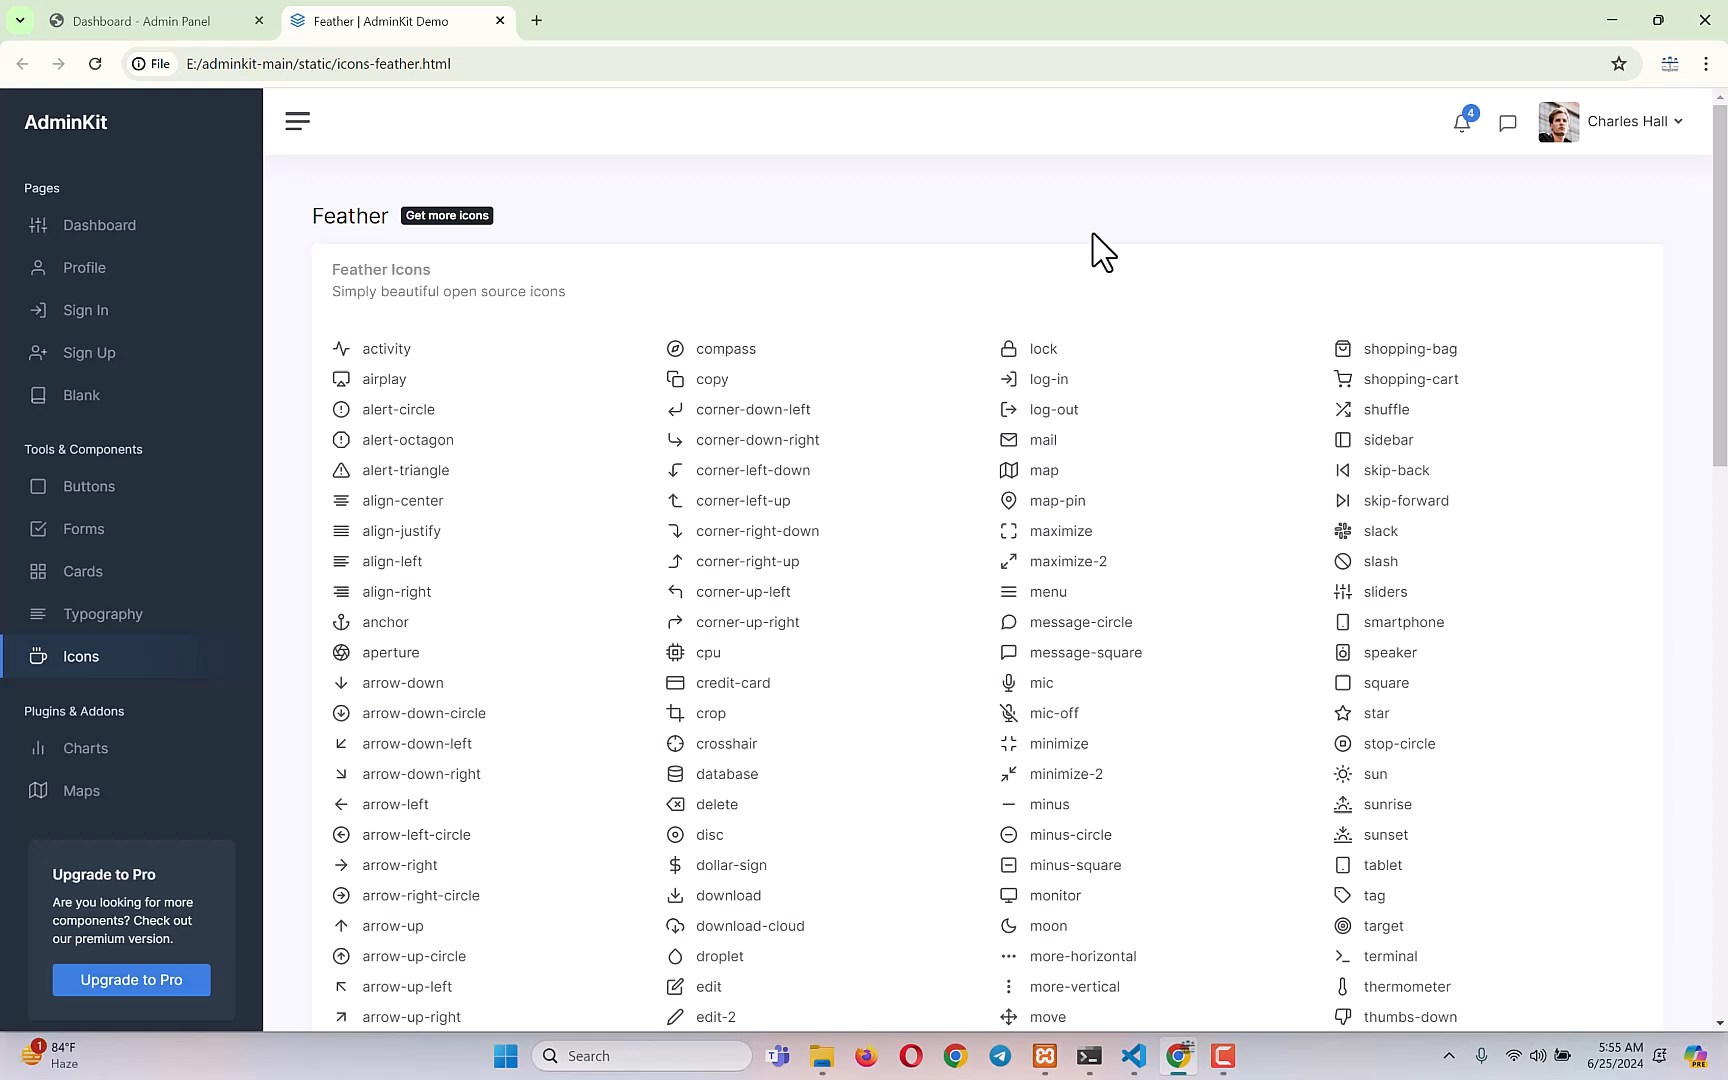 Dashboard - Admin Panel
Feather | AdminKit Demo
File
E:/adminkit-main/static/icons-feather.html
AdminKit
4
Charles Hall
Pages
Dashboard
Profile
Sign In
Sign Up
Blank
Tools & Components
Buttons
Forms
Cards
Typography
Icons
Plugins & Addons
Charts
Maps
Upgrade to Pro
Are you looking for more
components? Check out
our premium version.
Upgrade to Pro
Feather
Get more icons
Feather Icons
Simply beautiful open source icons
activity
airplay
alert-circle
alert-octagon
alert-triangle
align-center
align-justify
align-left
align-right
anchor
aperture
arrow-down
arrow-down-circle
arrow-down-left
arrow-down-right
arrow-left
arrow-left-circle
arrow-right
arrow-right-circle
arrow-up
arrow-up-circle
arrow-up-left
arrow-up-right
compass
copy
corner-down-left
corner-down-right
corner-left-down
corner-left-up
corner-right-down
corner-right-up
corner-up-left
corner-up-right
cpu
credit-card
crop
crosshair
database
delete
disc
dollar-sign
download
download-cloud
droplet
edit
edit-2
lock
log-in
log-out
mail
map
map-pin
maximize
maximize-2
menu
message-circle
message-square
mic
mic-off
minimize
minimize-2
minus
minus-circle
minus-square
monitor
moon
more-horizontal
more-vertical
move
shopping-bag
shopping-cart
shuffle
sidebar
skip-back
skip-forward
slack
slash
sliders
smartphone
speaker
square
star
stop-circle
sun
sunrise
sunset
tablet
tag
target
terminal
thermometer
thumbs-down
1
84°F
Haze
Search
5:55 AM
6/25/2024
PRE